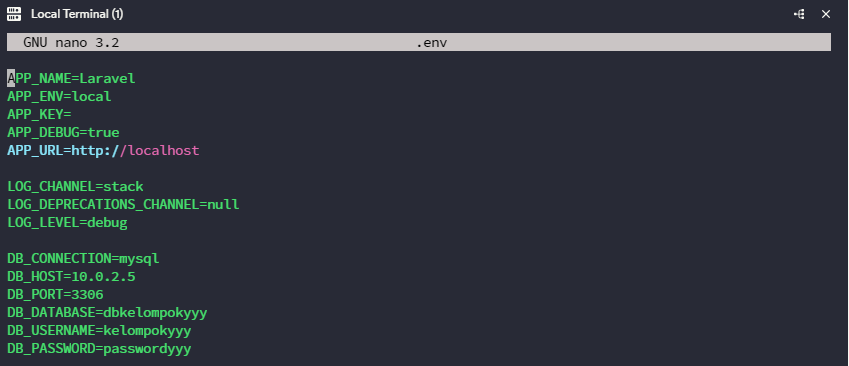 Local Terminal (1)
GNU nano 3.2 .env
APP_NAME=Laravel
APP_ENV=local
APP_KEY=
APP_DEBUG=true
APP_URL=http://localhost
LOG_CHANNEL=stack
LOG_DEPRECATIONS_CHANNEL=null
LOG_LEVEL=debug
DB_CONNECTION=mysql
DB_HOST=10.0.2.5
DB_PORT=3306
DB_DATABASE=dbkelompokyyy
DB_USERNAME=kelompokyyy
DB_PASSWORD=passwordyyy